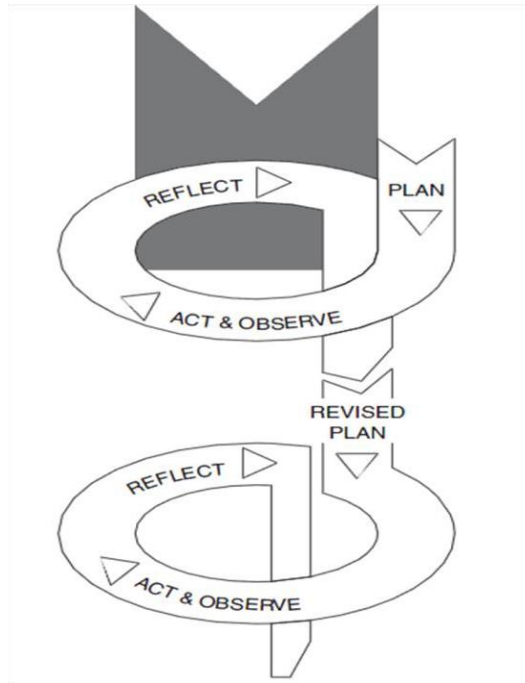 REFLECT
PLAN
ACT & OBSERVE
REVISED
PLAN
REFLECT
ACT & OBSERVE